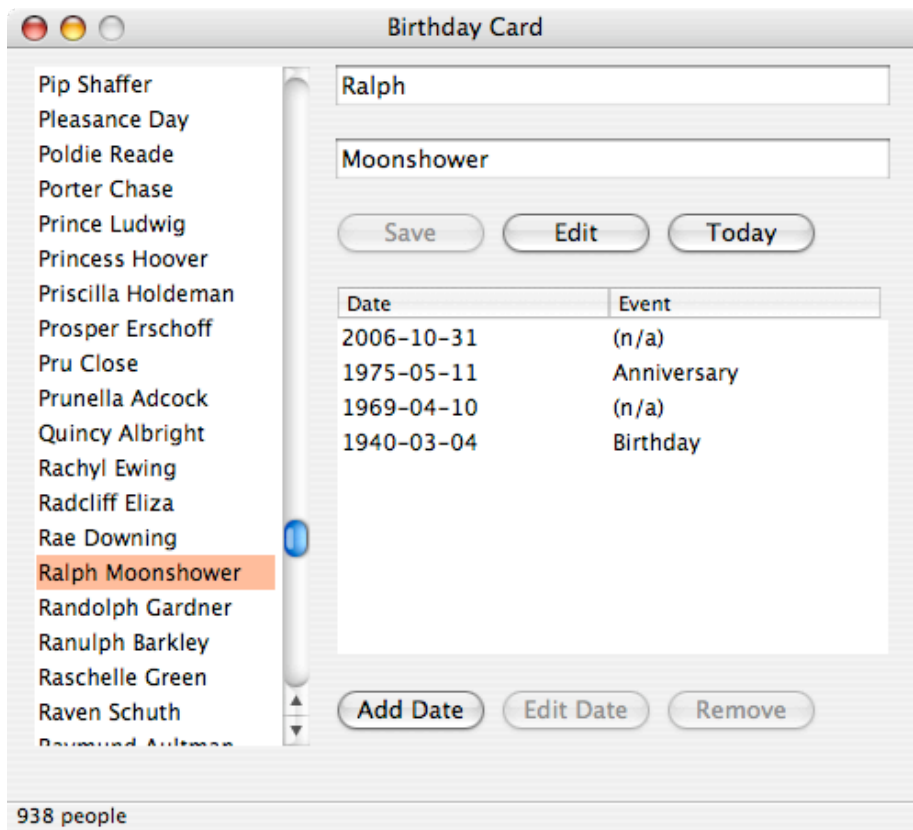 Birthday Card
Pip Shaffer
Pleasance Day
Poldie Reade
Porter Chase
Prince Ludwig
Princess Hoover
Priscilla Holdeman
Prosper Erschoff
Pru Close
Prunella Adcock
Quincy Albright
Rachyl Ewing
Radcliff Eliza
Rae Downing
Ralph Moonshower
Randolph Gardner
Ranulph Barkley
Raschelle Green
Raven Schuth
Raymund Aultman
Ralph
Moonshower
Save Edit Today
Date Event
2006-10-31 (n/a)
1975-05-11 Anniversary
1969-04-10 (n/a)
1940-03-04 Birthday
Add Date Edit Date Remove
938 people